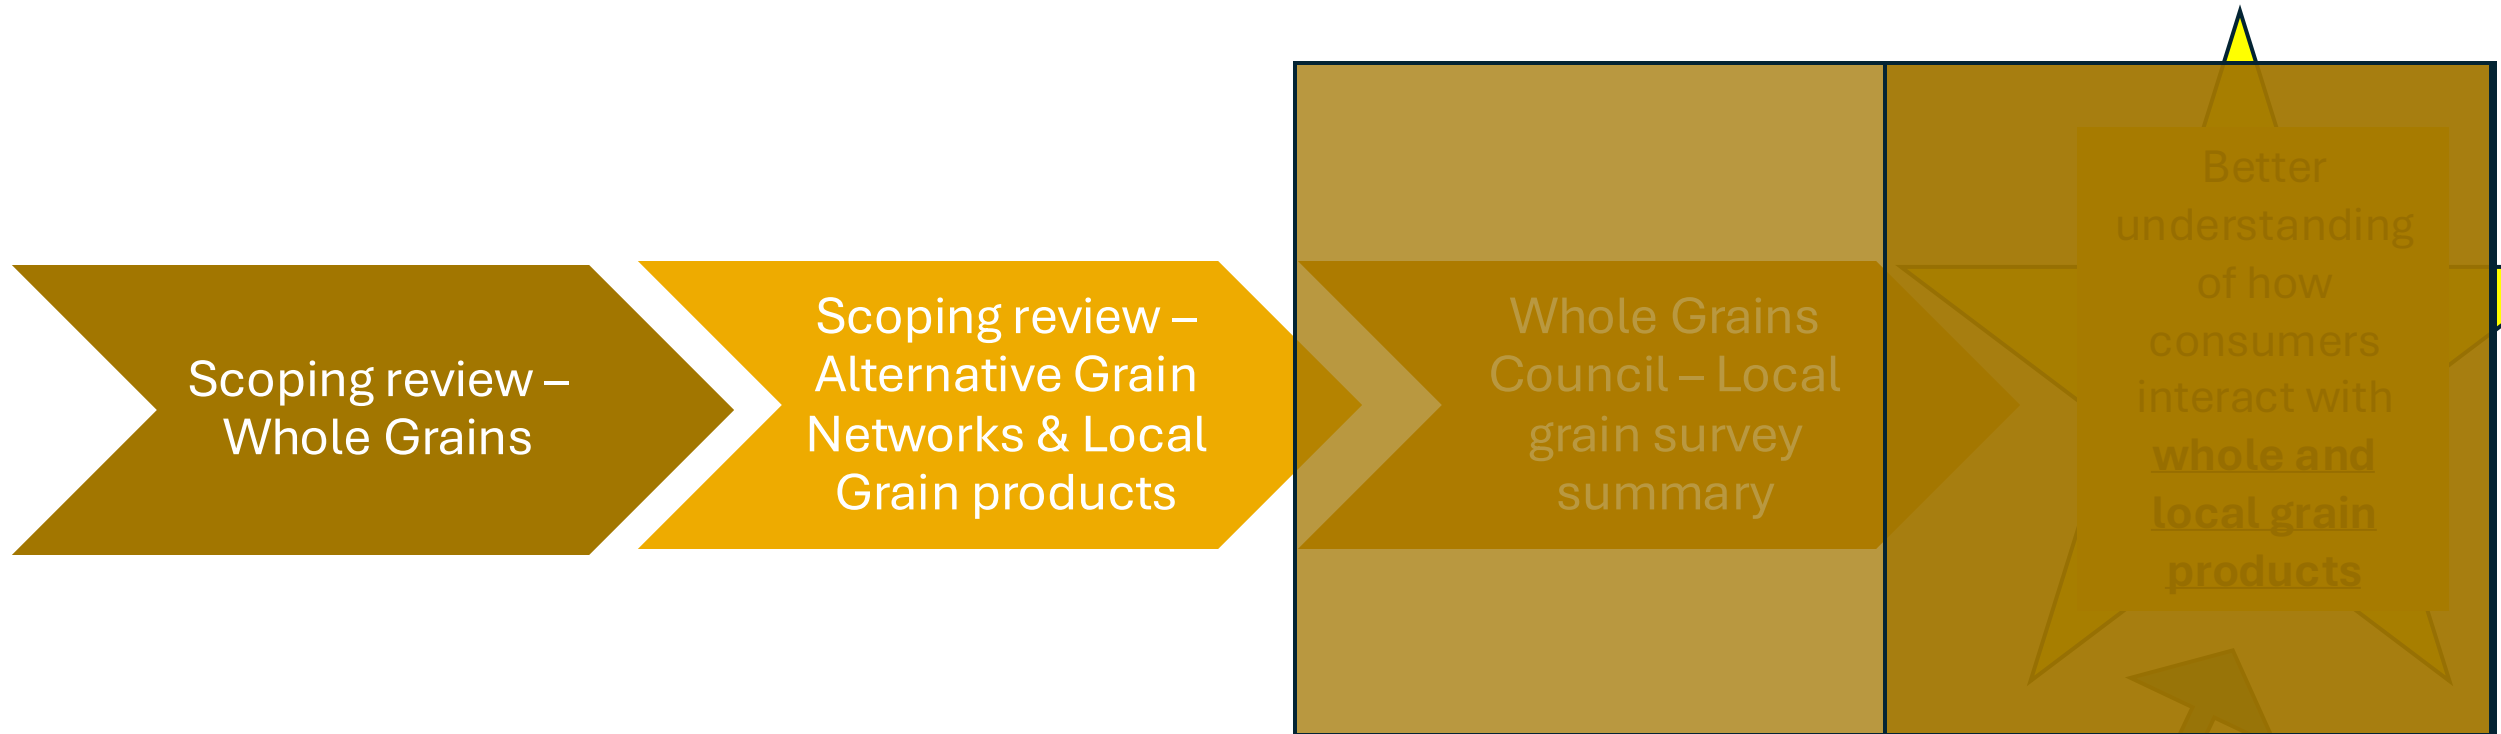 Scoping review –
Whole Grains
Scoping review –
Alternative Grain
Networks & Local
Grain products
Whole Grains
Council – Local
grain survey
summary
Better
understanding
of how
consumers
interact with
whole and
local grain
products